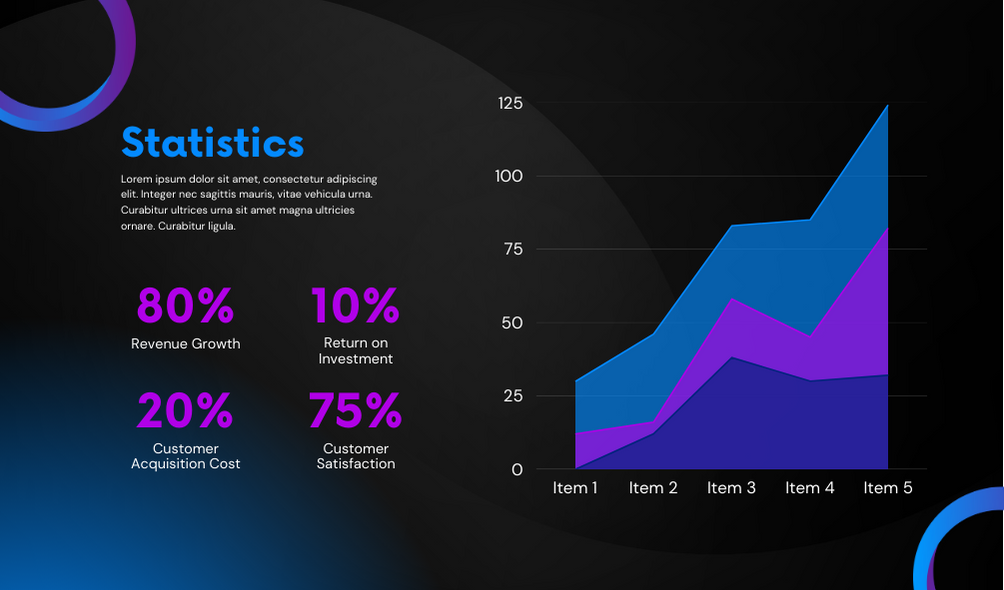 Statistics
Lorem ipsum dolor sit amet, consectetur adipiscing
elit. Integer nec sagittis mauris, vitae vehicula urna.
Curabitur ultrices urna sit amet magna ultricies
ornare. Curabitur ligula.
80%
Revenue Growth
10%
Return on
Investment
20%
Customer
Acquisition Cost
75%
Customer
Satisfaction
125
100
75
50
25
0
Item 1
Item 2
Item 3
Item 4
Item 5